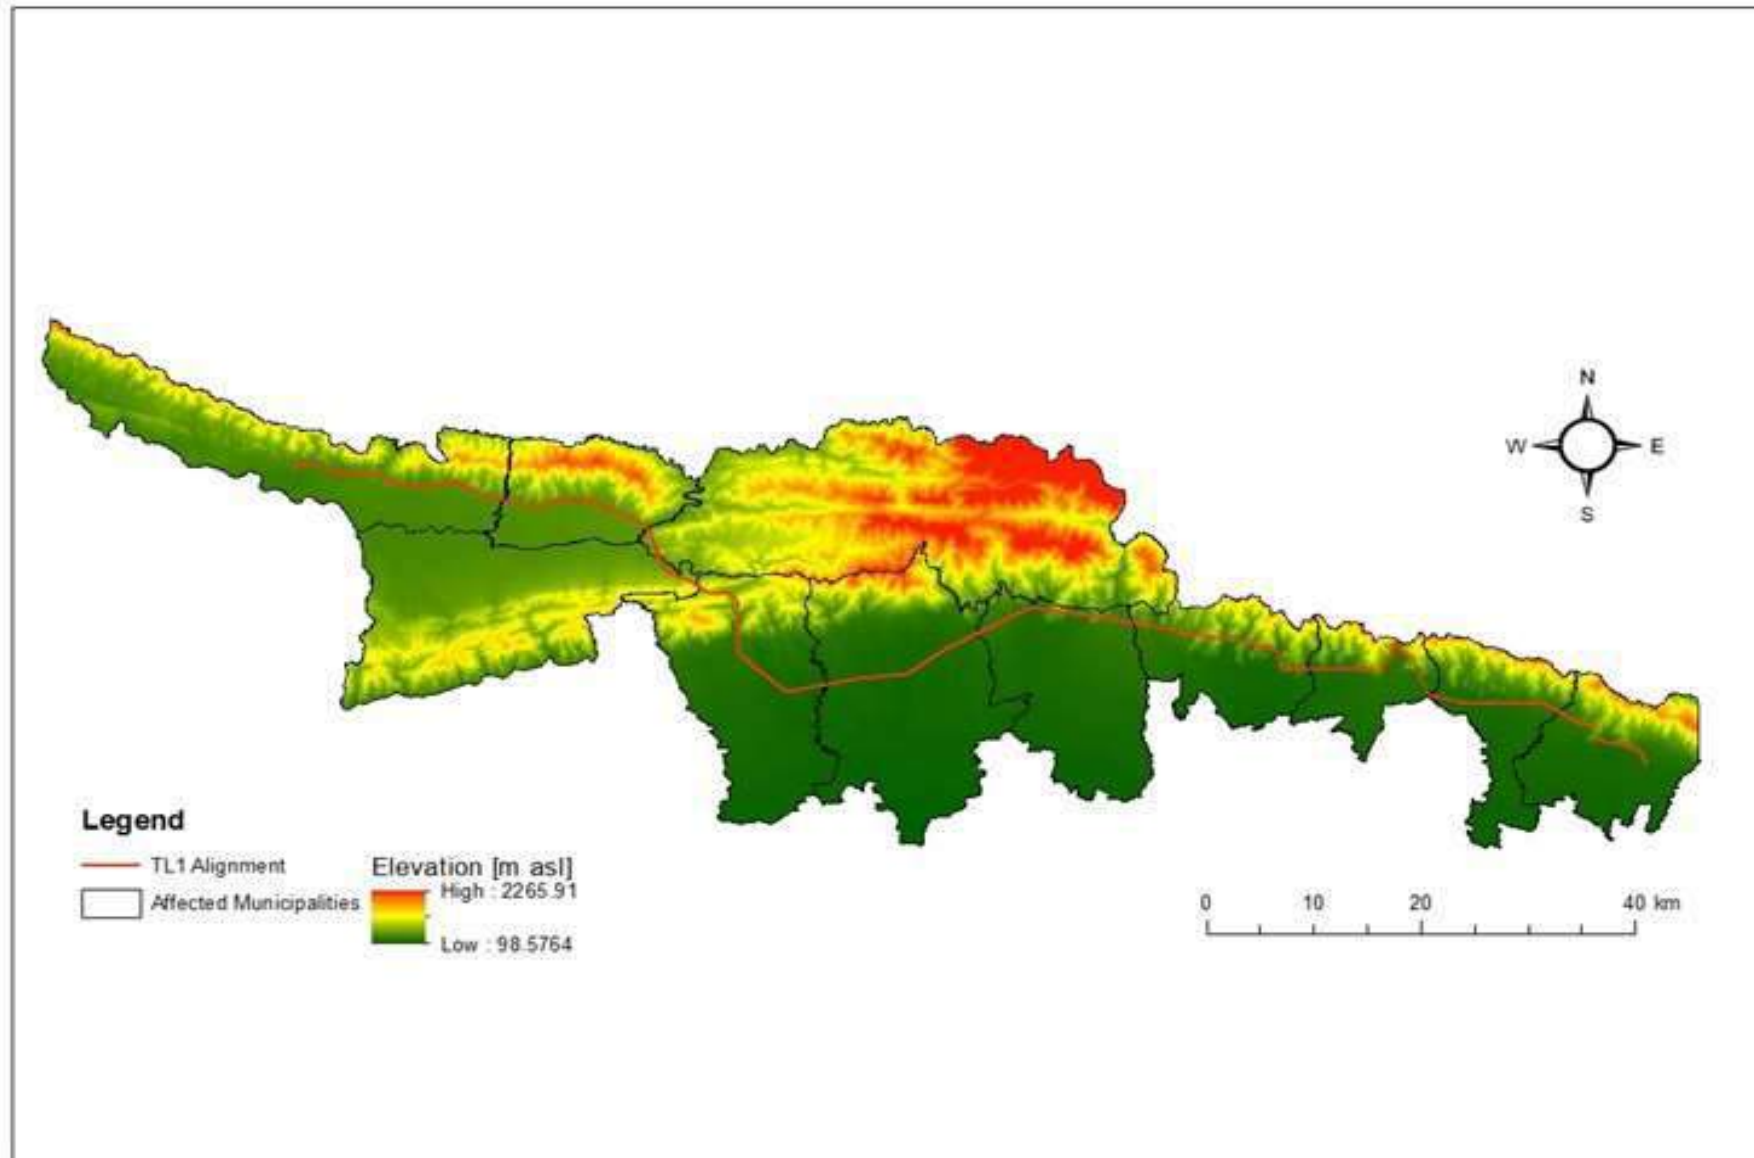 N
W E
S
Legend
TL1 Alignment
Affected Municipalities
Elevation [m asl]
High : 2265.91
Low : 98.5764
0 10 20 40 km